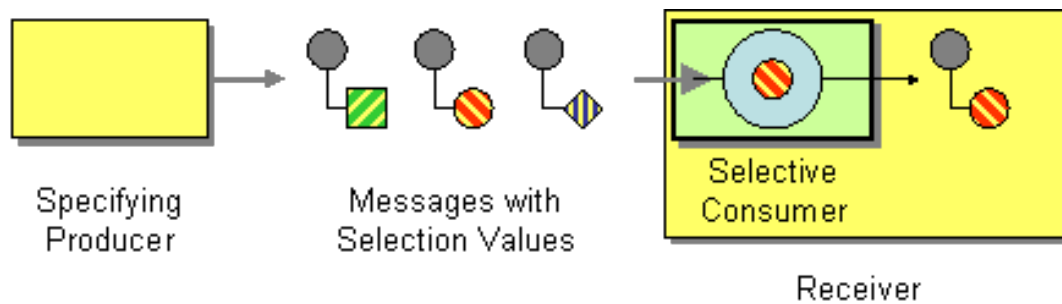 Specifying
Producer
Messages with
Selection Values
Selective
Consumer
Receiver